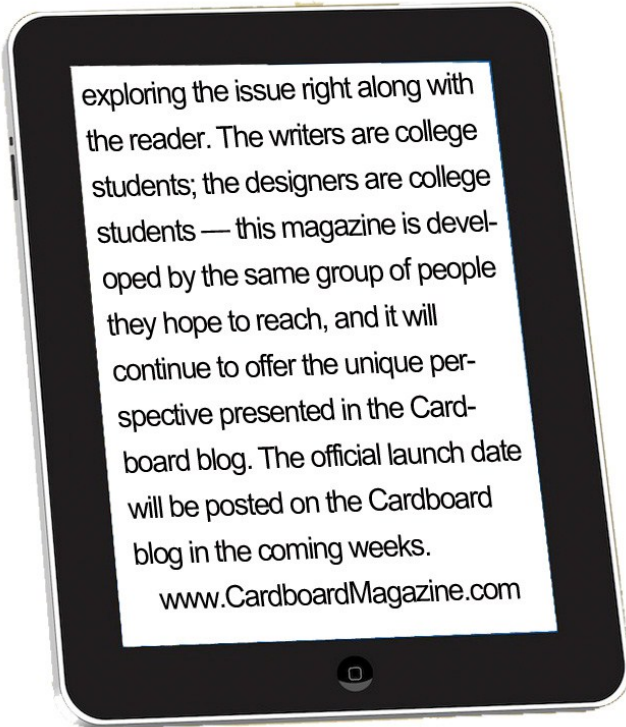 exploring the issue right along with
the reader. The writers are college
students; the designers are college
students — this magazine is devel-
oped by the same group of people
they hope to reach, and it will
continue to offer the unique per-
spective presented in the Card-
board blog. The official launch date
will be posted on the Cardboard
blog in the coming weeks.
www.CardboardMagazine.com